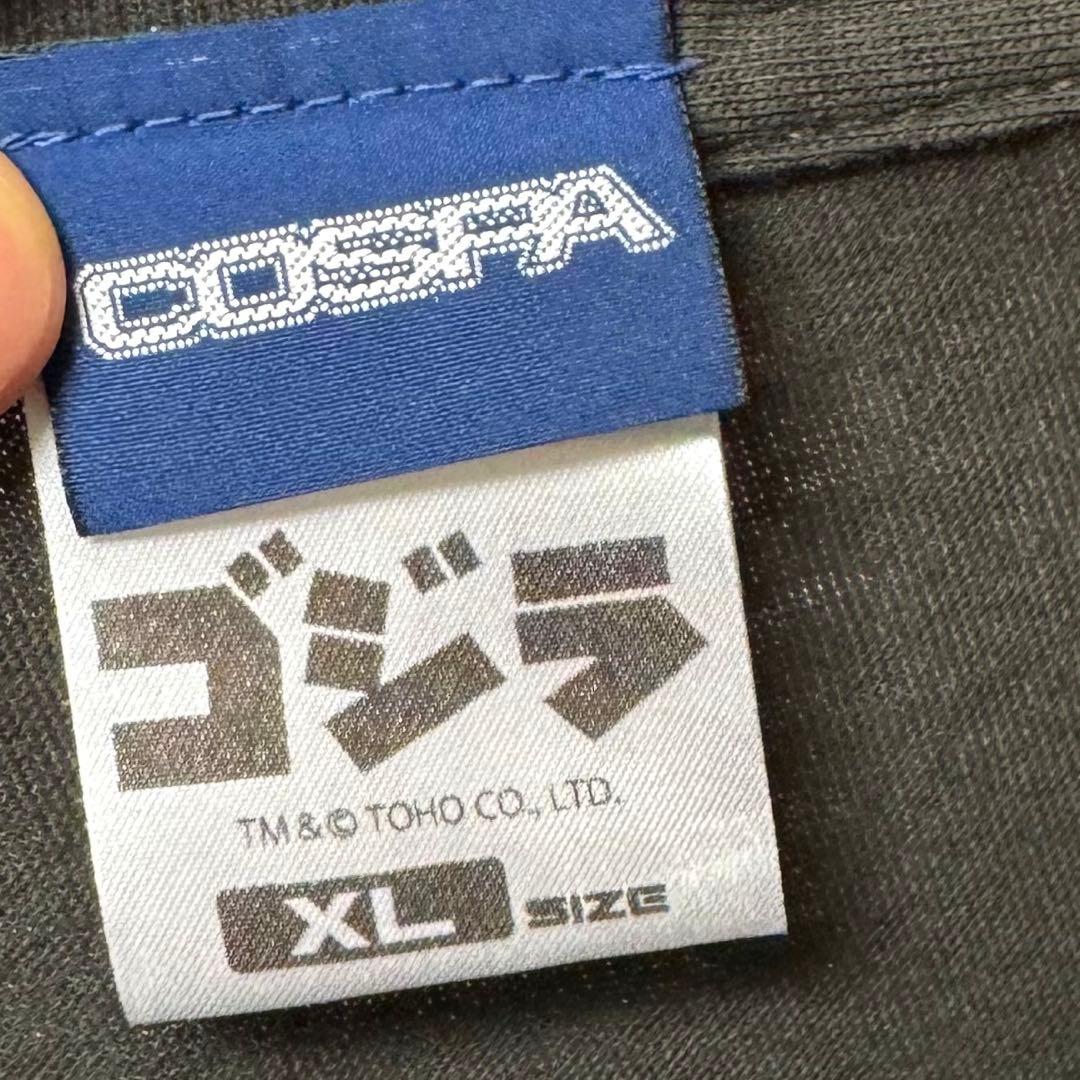 COSPA
ゴジラ
TM & © TOHO CO., LTD.
XL SIZE